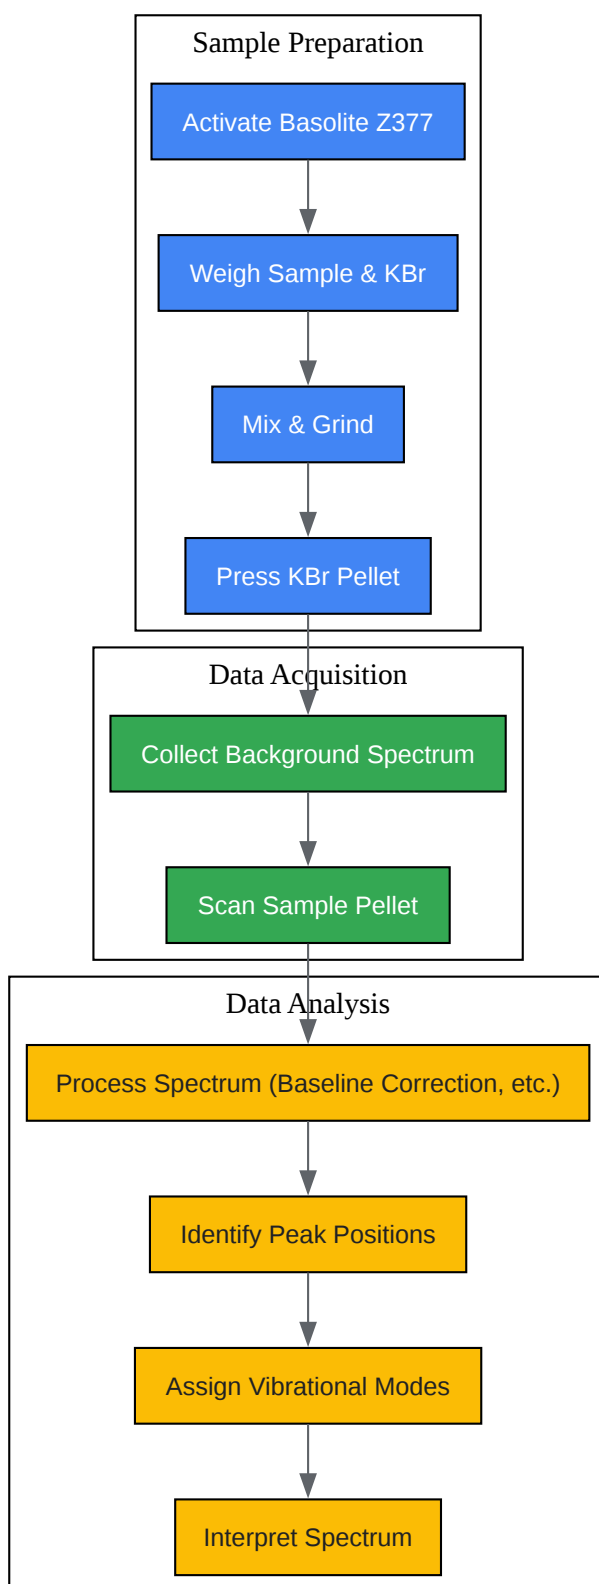 Sample Preparation
Activate Basolite Z377
Weigh Sample & KBr
Mix & Grind
Press KBr Pellet
Data Acquisition
Collect Background Spectrum
Scan Sample Pellet
Data Analysis
Process Spectrum (Baseline Correction, etc.)
Identify Peak Positions
Assign Vibrational Modes
Interpret Spectrum